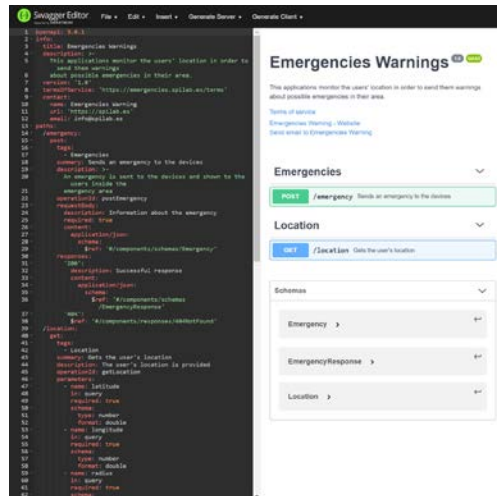 Swagger Editor File Edit Insert Generate Server Generate Client
1 openapi: 3.0.1
2 info:
3 title: Emergencies Warnings
4 description: >-
5 This applications monitor the users' location in order to
send them warnings
6 about possible emergencies in their area.
7 version: "1.0"
8 termsOfService: "https://emergencies.spilab.es/terms"
9 contact:
10 name: Emergencies Warning
11 url: "https://spilab.es"
12 email: info@spilab.es
13 paths:
14 /emergency:
15 post:
16 tags:
17 - Emergencies
18 summary: Sends an emergency to the devices
19 description: >-
20 An emergency is sent to the devices and shown to the
users inside the
21 emergency area
22 operationId: postEmergency
23 requestBody:
24 description: Information about the emergency
25 required: true
26 content:
27 application/json:
28 schema:
29 $ref: '#/components/schemas/Emergency'
30 responses:
31 '200':
32 description: Successful response
33 content:
34 application/json:
35 schema:
36 $ref: '#/components/schemas
/EmergencyResponse'
37 '404':
38 $ref: '#/components/responses/404NotFound'
39 /location:
40 get:
41 tags:
42 - Location
43 summary: Gets the user's location
44 description: The user's location is provided
45 operationId: getLocation
46 parameters:
47 - name: latitude
48 in: query
49 required: true
50 schema:
51 type: number
52 format: double
53 - name: longitude
54 in: query
55 required: true
56 schema:
57 type: number
58 format: double
59 - name: radius
60 in: query
61 required: true
62 schema:
Emergencies Warnings
This applications monitor the users' location in order to send them warnings
about possible emergencies in their area.
Terms of service
Emergencies Warning - Website
Send email to Emergencies Warning
Emergencies
POST /emergency Sends an emergency to the devices
Location
GET /location Gets the user's location
Schemas
Emergency >
EmergencyResponse >
Location >